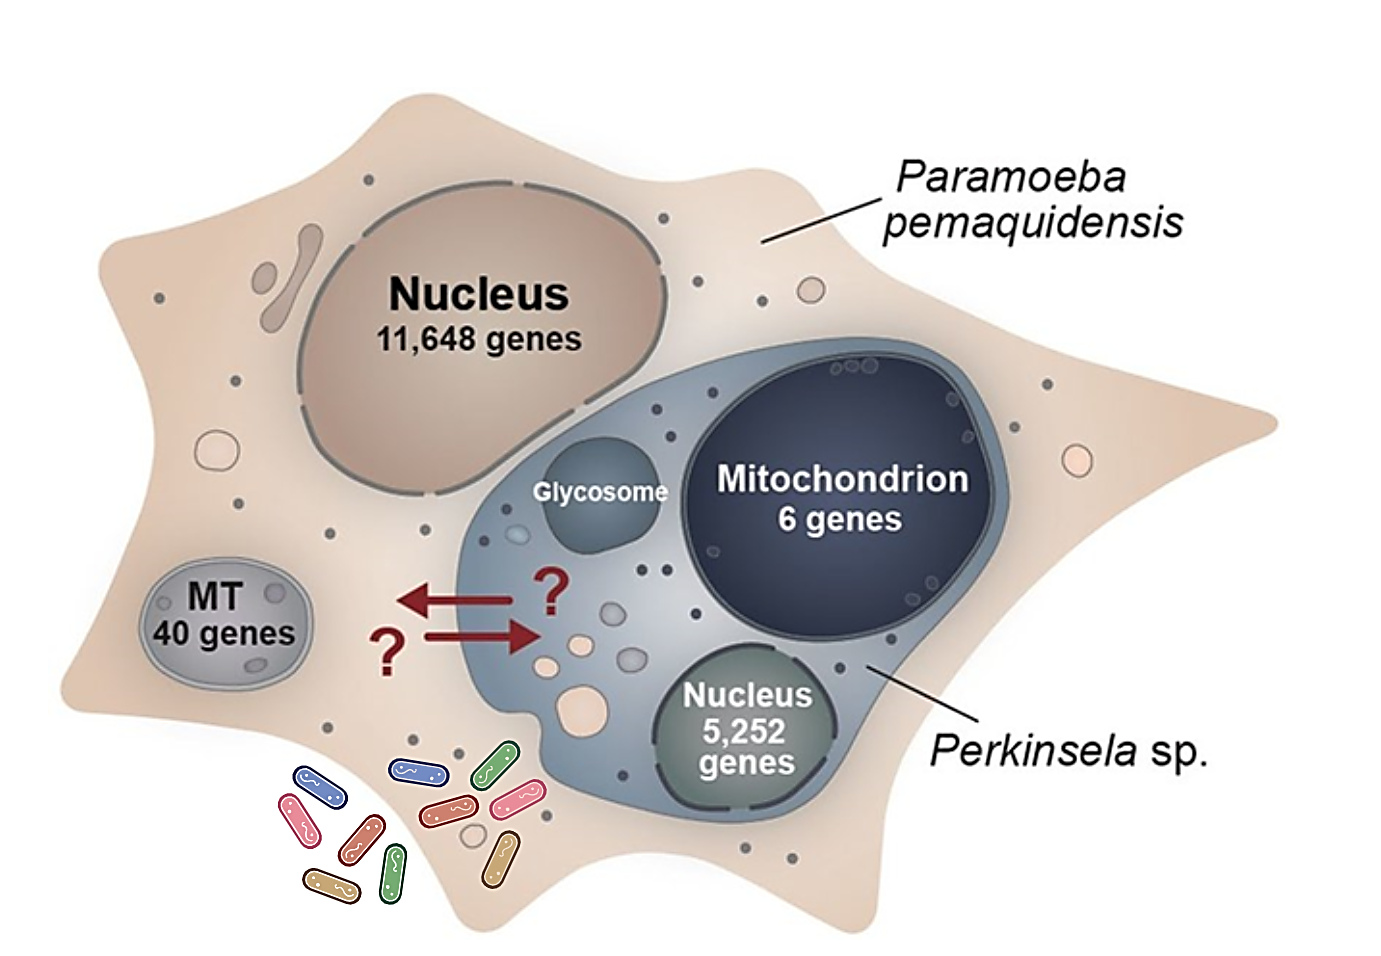 Paramoeba
pemaquidensis
Nucleus
11,648 genes
Mitochondrion
6 genes
Glycosome
?
?
MT
40 genes
Nucleus
5,252
genes
Perkinsela sp.